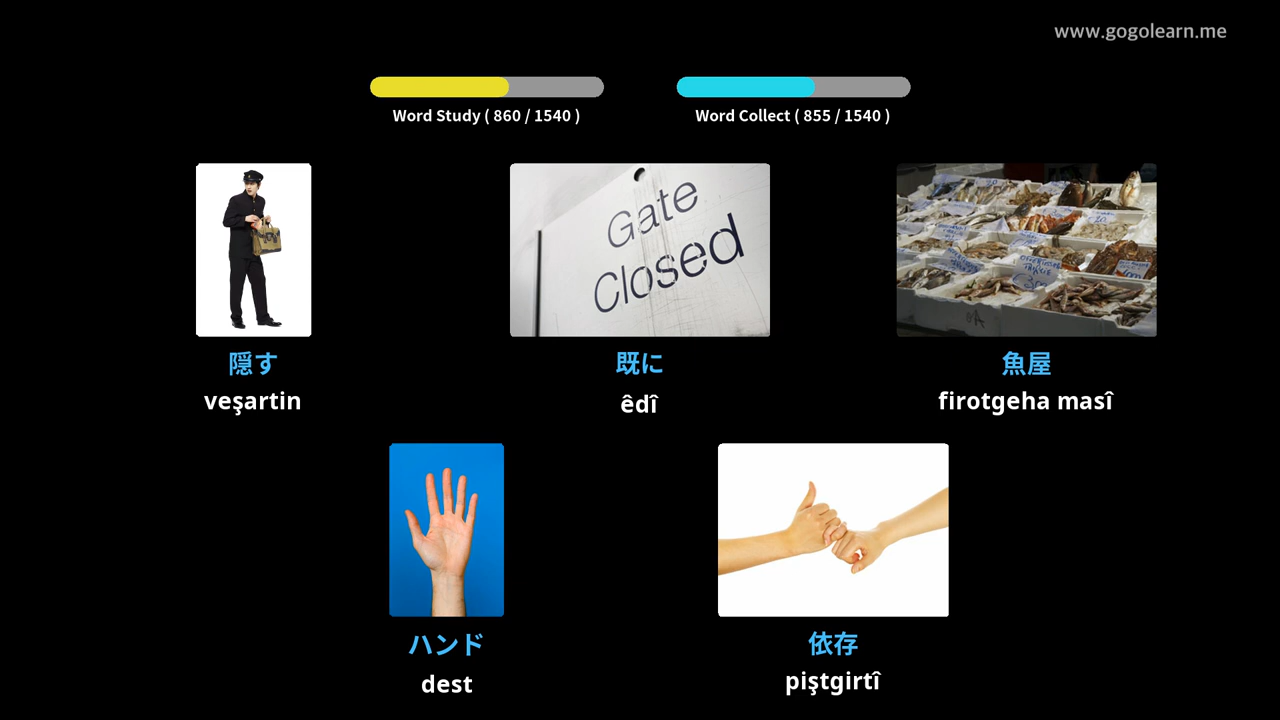 www.gogolearn.me
Word Study ( 860 / 1540 )
Word Collect ( 855 / 1540 )
Gate
Closed
隠す
veşartin
既に
êdî
魚屋
firotgeha masî
ハンド
dest
依存
piştgirtî